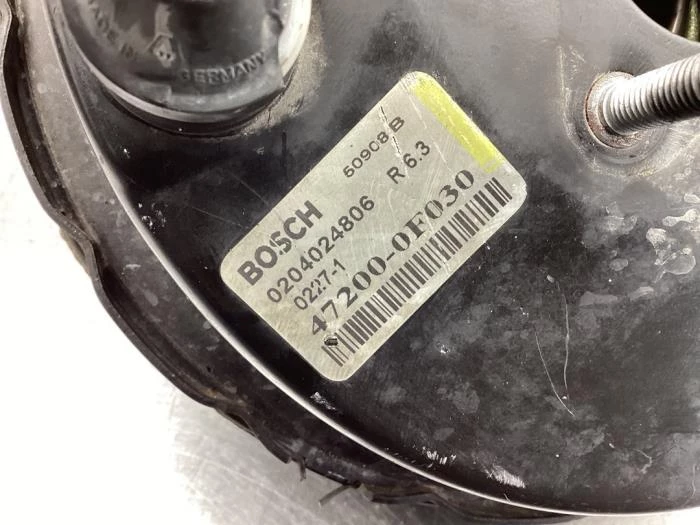 MADE IN
GERMANY
50908 B
BOSCH R 6.3
0204024806
0227-1
47200-0F030